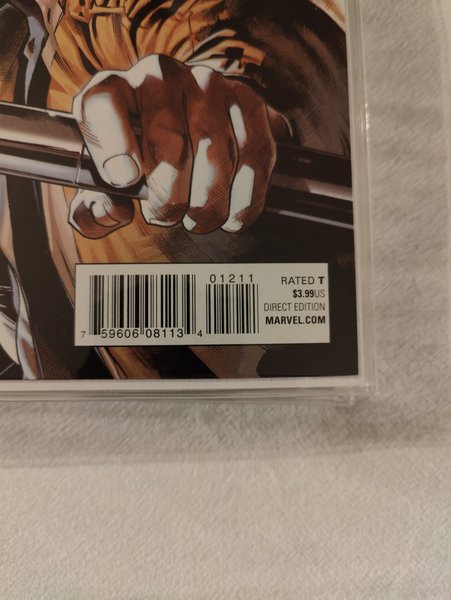 01211
7 59606 08113 4
RATED T
$3.99US
DIRECT EDITION
MARVEL.COM